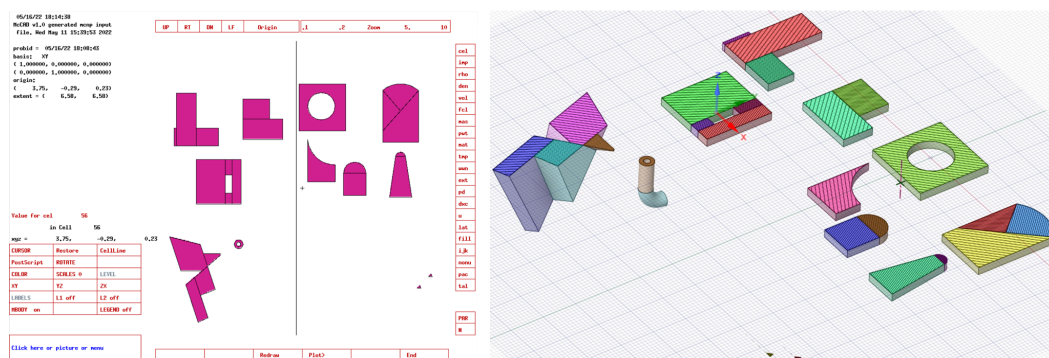 05/16/22 18:14:38
McCAD v1.0 generated mcnp input
file, Wed May 11 15:39:53 2022
probid = 05/16/22 18:08:43
basis: XY
( 1.000000, 0.000000, 0.000000)
( 0.000000, 1.000000, 0.000000)
origin:
( 3.75, -0.29, 0.23)
extent = ( 6.58, 6.58)
UP RT DN LF Origin .1 .2 Zoom 5. 10
cel
imp
rho
den
vol
fcl
mas
pwt
mat
tmp
wwn
ext
pd
dxc
u
lat
fill
ijk
nonu
pac
tal
PAR
N
Value for cel 56
in Cell 56
xyz = 3.75, -0.29, 0.23
CURSOR Restore CellLine
PostScript ROTATE
COLOR SCALES 0 LEVEL
XY YZ ZX
LABELS L1 off L2 off
MBODY on LEGEND off
Click here or picture or menu
Redraw Plot> End
Z
X